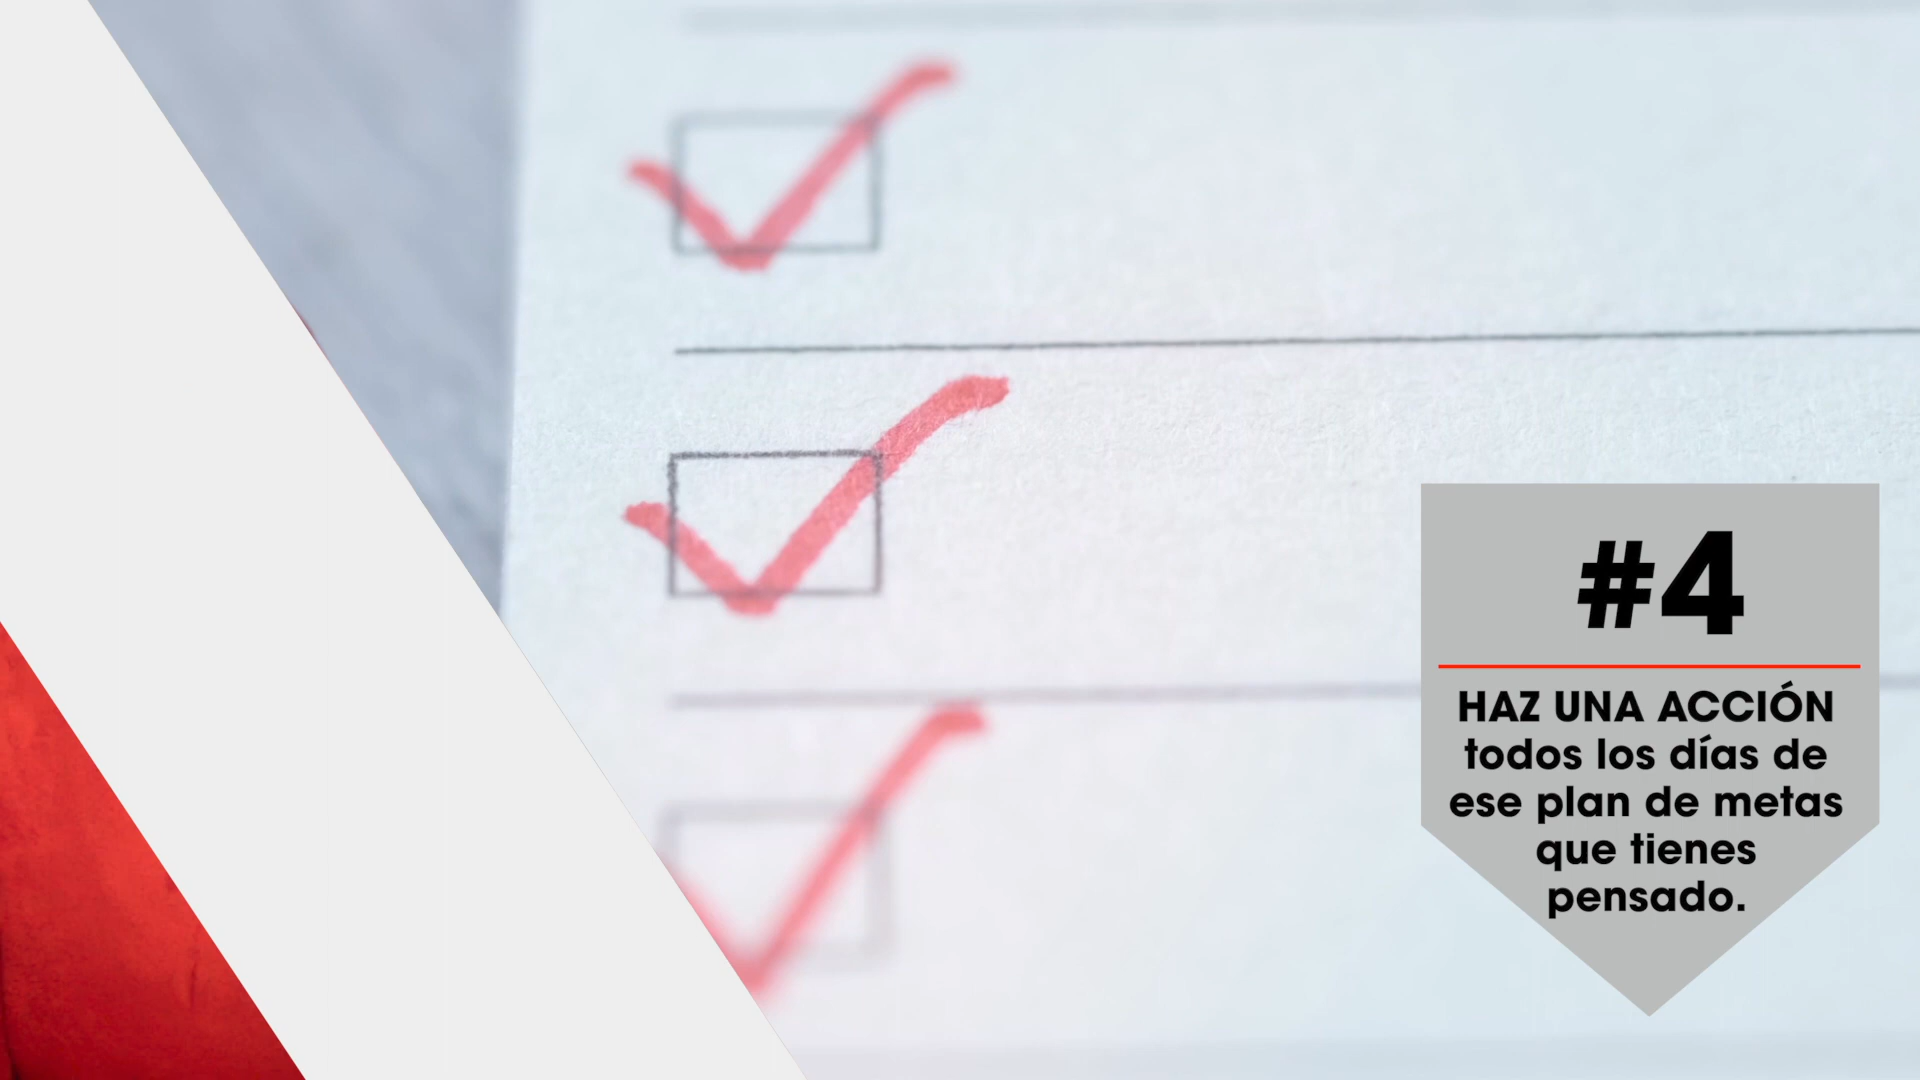 #4
HAZ UNA ACCIÓN
todos los días de
ese plan de metas
que tienes
pensado.